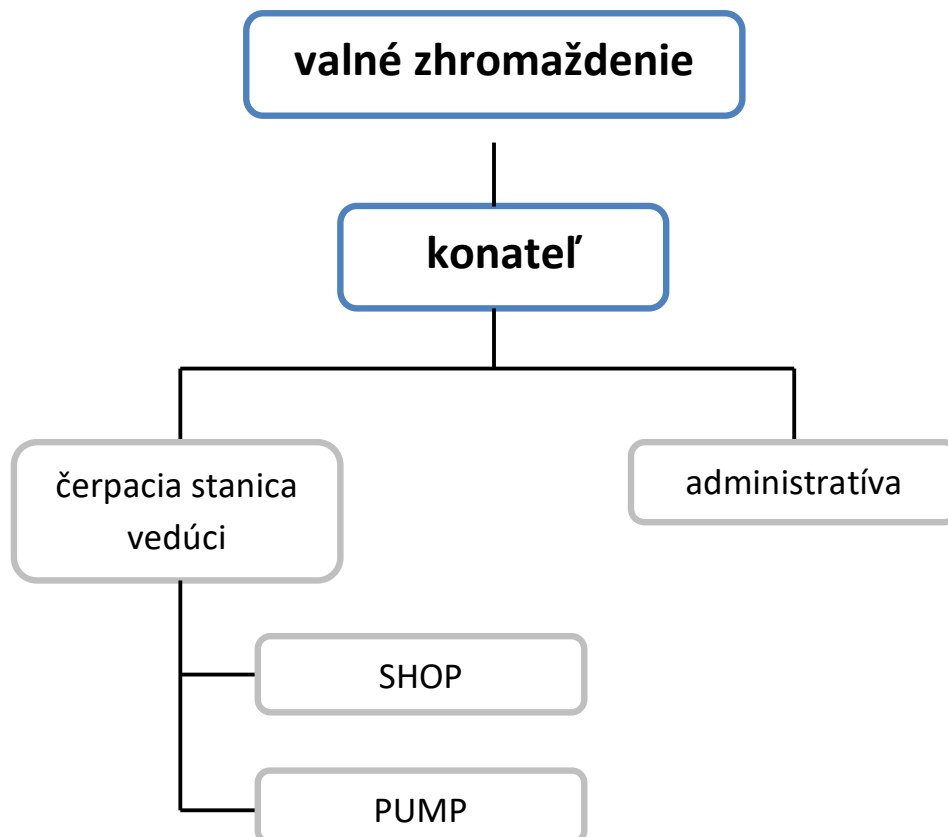 valné zhromaždenie
konateľ
čerpacia stanica
vedúci
administratíva
SHOP
PUMP